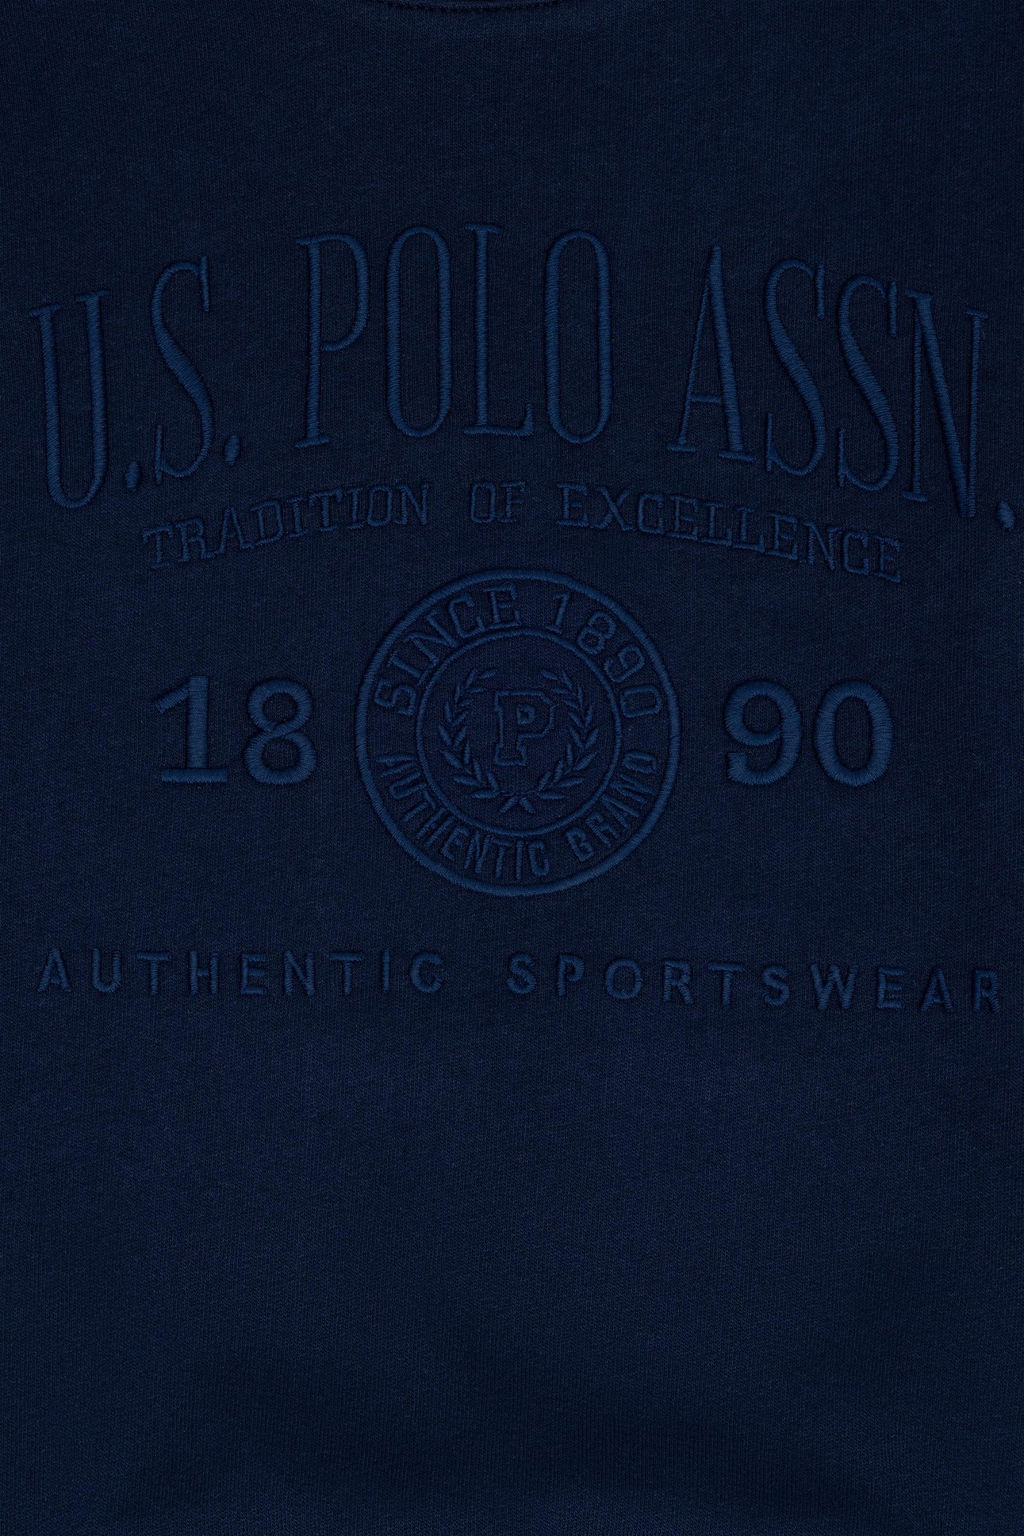 U.S. POLO ASSN.
TRADITION OF EXCELLENCE
SINCE 1890
18 P 90
AUTHENTIC BRAND
AUTHENTIC SPORTSWEAR